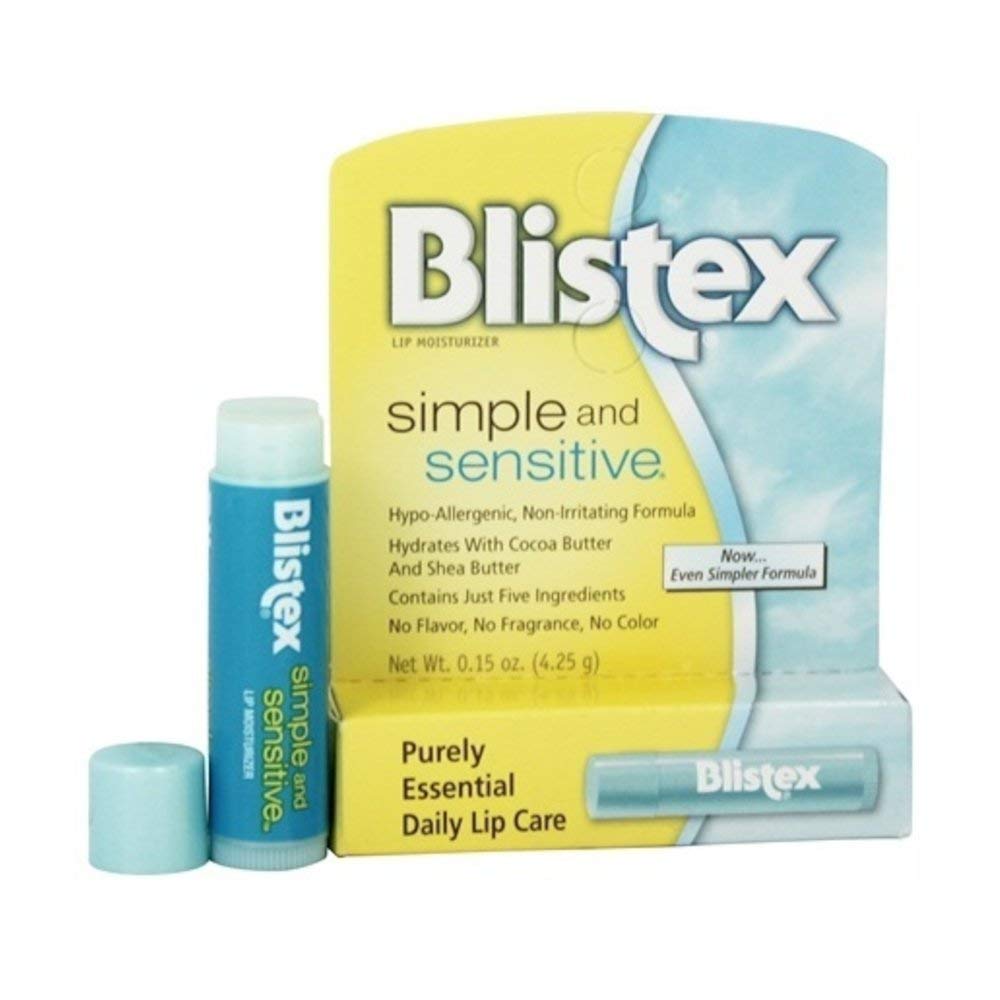 Blistex®
LIP MOISTURIZER
simple and
sensitive®
Hypo-Allergenic, Non-Irritating Formula
Hydrates With Cocoa Butter
And Shea Butter
Contains Just Five Ingredients
No Flavor, No Fragrance, No Color
Net Wt. 0.15 oz. (4.25 g)
Now...
Even Simpler Formula
Purely
Essential
Daily Lip Care
Blistex®
Blistex®
simple and
sensitive™
LIP MOISTURIZER